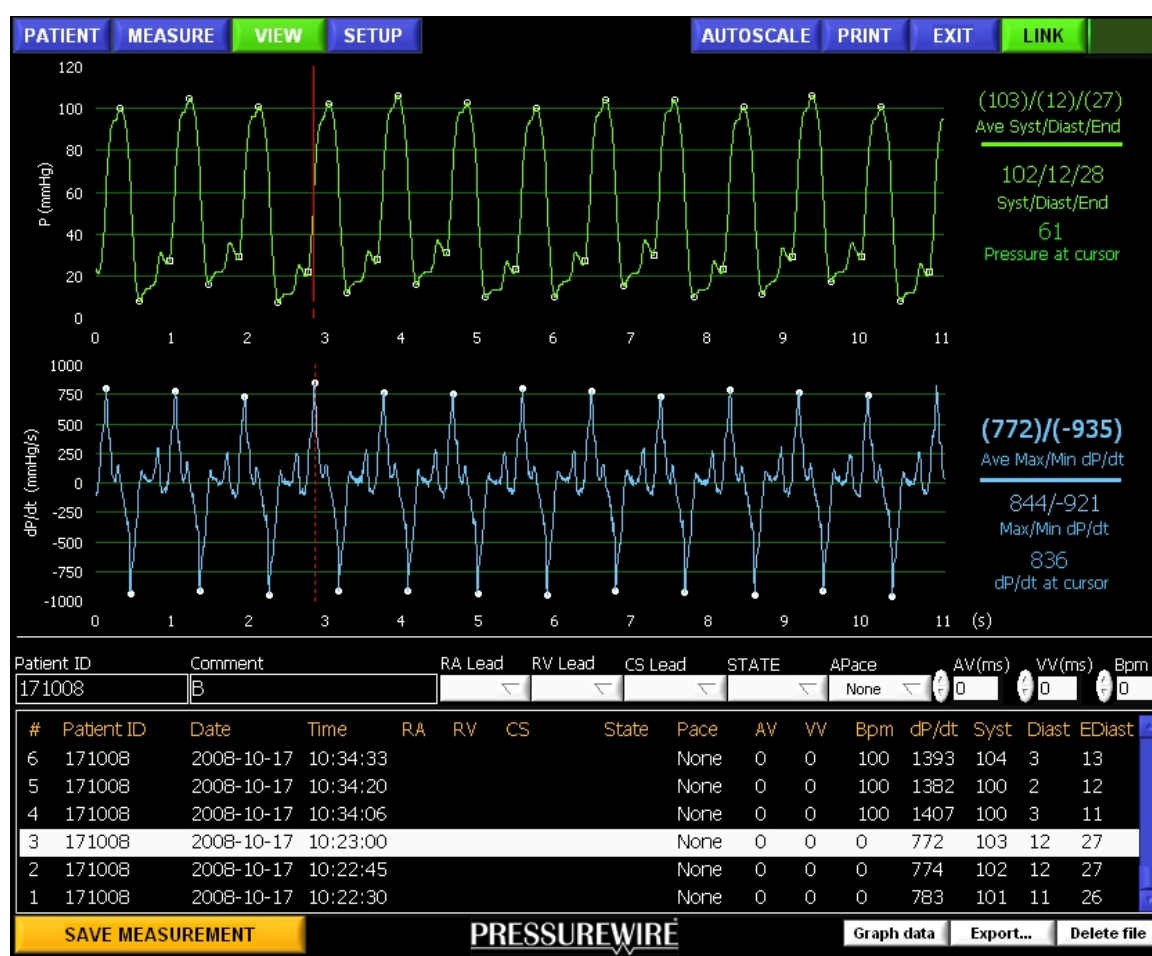 PATIENT MEASURE VIEW SETUP AUTOSCALE PRINT EXIT LINK
120
100
80
60
40
20
0
P (mmHg)
0 1 2 3 4 5 6 7 8 9 10 11
(103)/(12)/(27)
Ave Syst/Diast/End
102/12/28
Syst/Diast/End
61
Pressure at cursor
1000
750
500
250
0
-250
-500
-750
-1000
dP/dt (mmHg/s)
0 1 2 3 4 5 6 7 8 9 10 11 (s)
(772)/(-935)
Ave Max/Min dP/dt
844/-921
Max/Min dP/dt
836
dP/dt at cursor
Patient ID Comment RA Lead RV Lead CS Lead STATE APace AV(ms) VV(ms) Bpm
171008 B None 0 0 0
# Patient ID Date Time RA RV CS State Pace AV VV Bpm dP/dt Syst Diast EDiast
6 171008 2008-10-17 10:34:33 None 0 0 100 1393 104 3 13
5 171008 2008-10-17 10:34:20 None 0 0 100 1382 100 2 12
4 171008 2008-10-17 10:34:06 None 0 0 100 1407 100 3 11
3 171008 2008-10-17 10:23:00 None 0 0 0 772 103 12 27
2 171008 2008-10-17 10:22:45 None 0 0 0 774 102 12 27
1 171008 2008-10-17 10:22:30 None 0 0 0 783 101 11 26
SAVE MEASUREMENT PRESSUREWIRE Graph data Export... Delete file